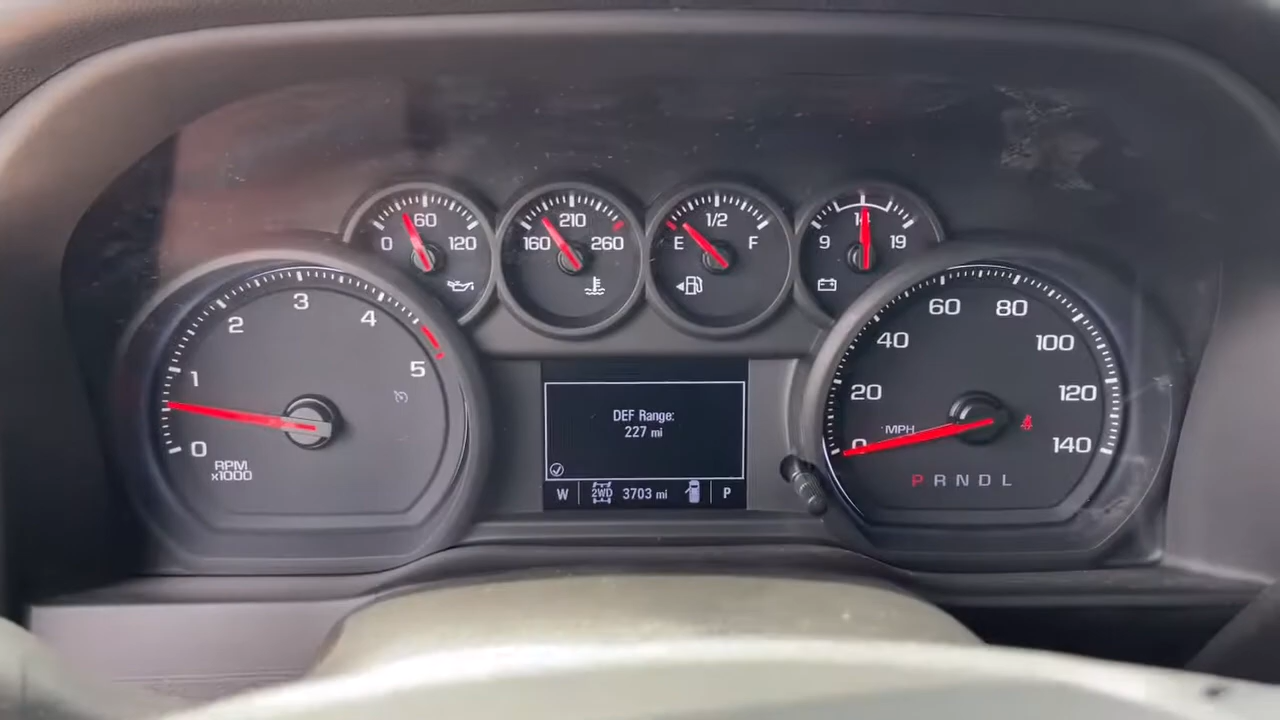 0 60 120
160 210 260
E 1/2 F
9 14 19
0 1 2 3 4 5
RPM
x1000
DEF Range:
227 mi
W 2WD 3703 mi P
0 20 40 60 80 100 120 140
MPH
P R N D L